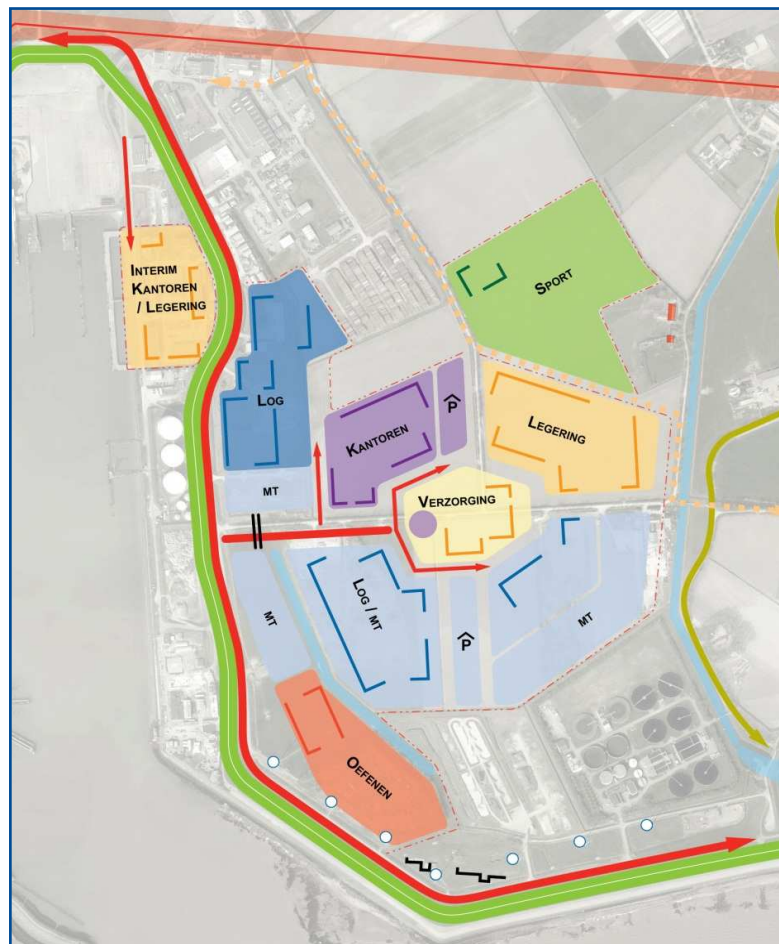 INTERIM
KANTOREN
/ LEGERING
SPORT
LOG
KANTOREN
P
LEGERING
MT
VERZORGING
MT
LOG / MT
P
MT
OEFENEN